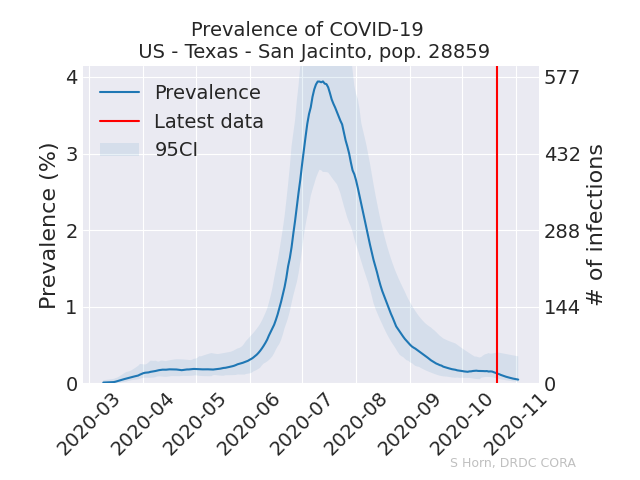 Prevalence of COVID-19
US - Texas - San Jacinto, pop. 28859
Prevalence
Latest data
95CI
Prevalence (%)
4
3
2
1
0
577
432
288
144
0
# of infections
2020-03
2020-04
2020-05
2020-06
2020-07
2020-08
2020-09
2020-10
2020-11
S Horn, DRDC CORA